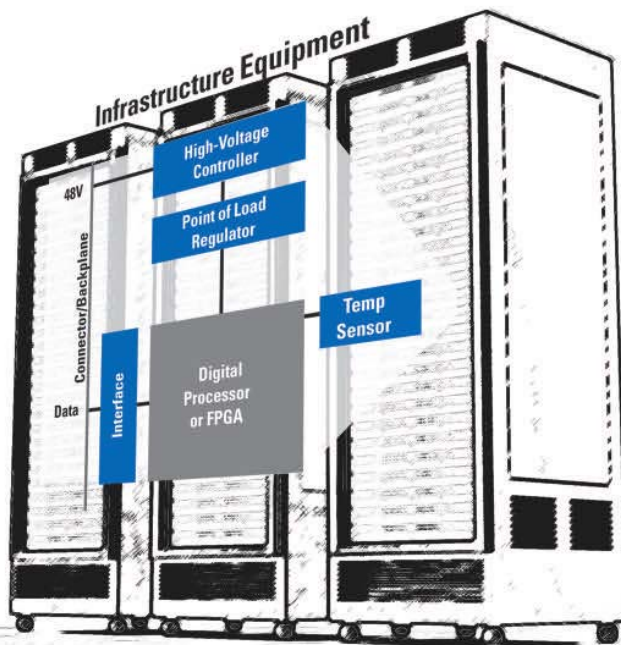 Infrastructure Equipment
High-Voltage
Controller
48V
Point of Load
Regulator
Connector/Backplane
Temp
Sensor
Interface
Digital
Processor
or FPGA
Data